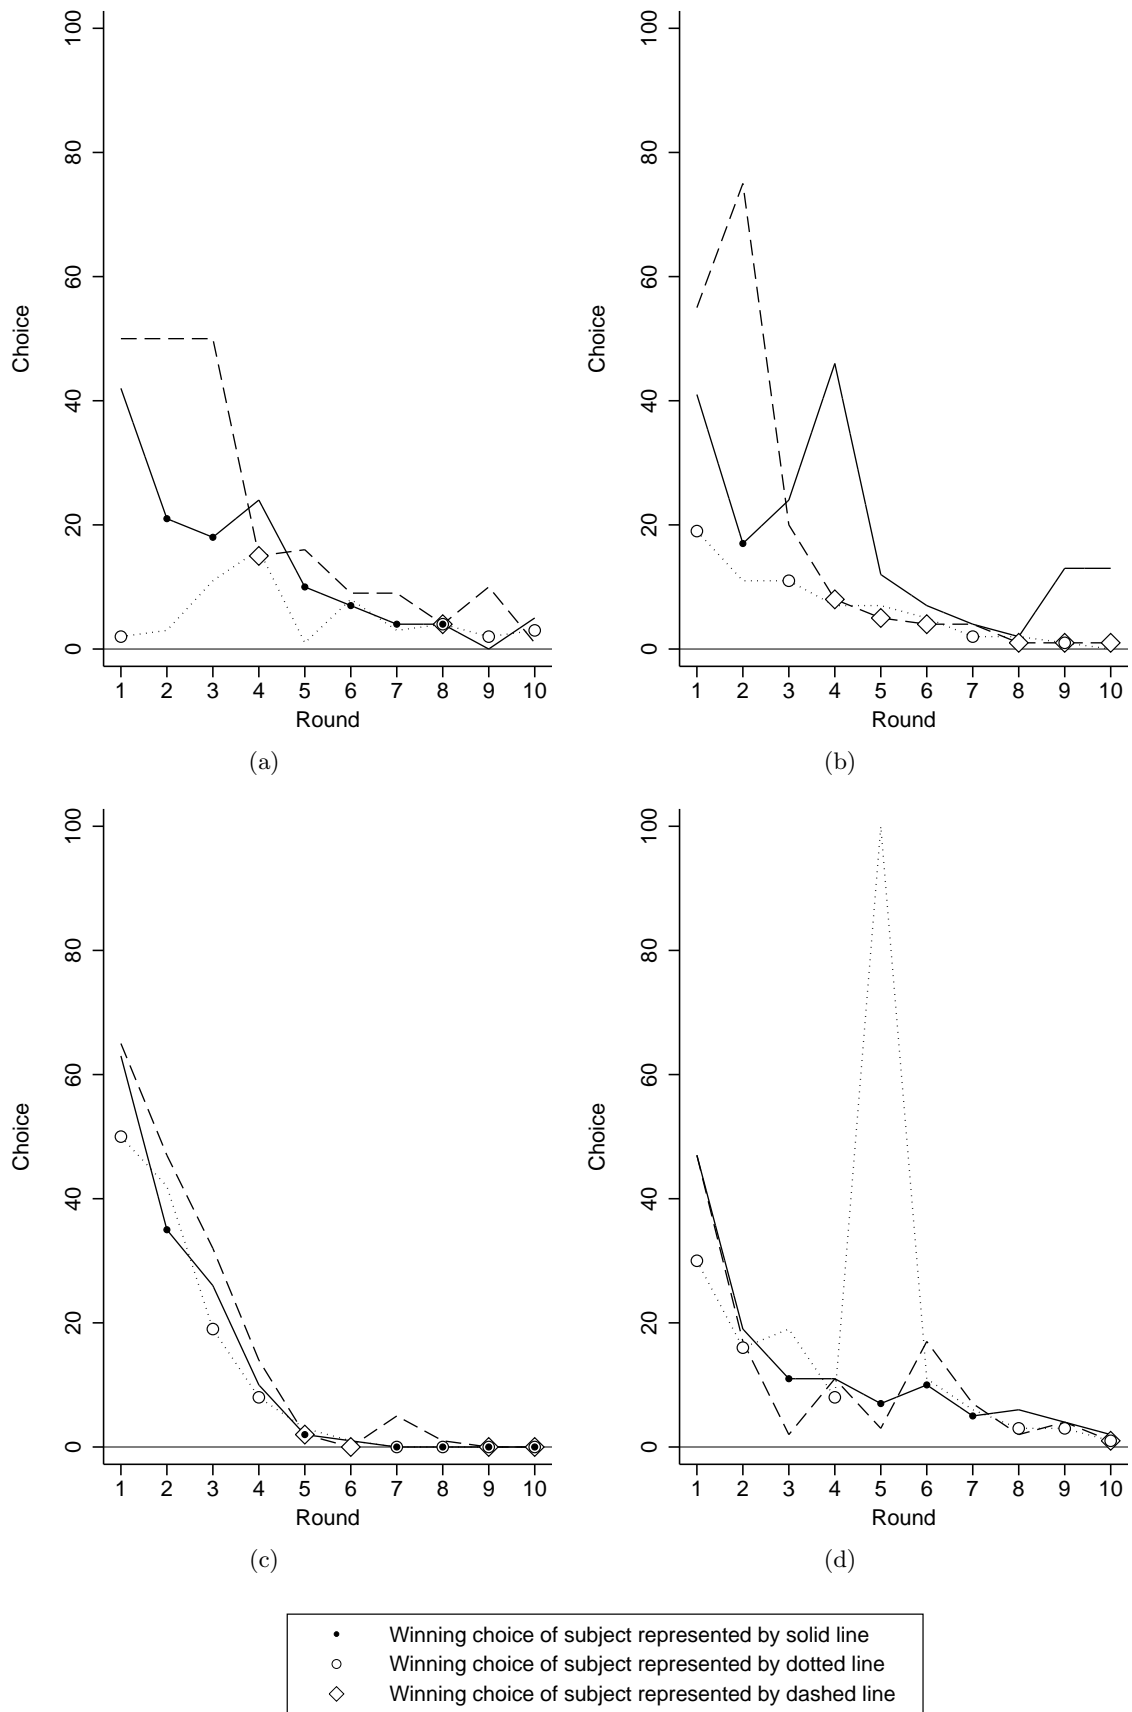 100
80
60
40
20
0
Choice
1 2 3 4 5 6 7 8 9 10
Round
(a)
100
80
60
40
20
0
Choice
1 2 3 4 5 6 7 8 9 10
Round
(b)
100
80
60
40
20
0
Choice
1 2 3 4 5 6 7 8 9 10
Round
(c)
100
80
60
40
20
0
Choice
1 2 3 4 5 6 7 8 9 10
Round
(d)
Winning choice of subject represented by solid line
Winning choice of subject represented by dotted line
Winning choice of subject represented by dashed line